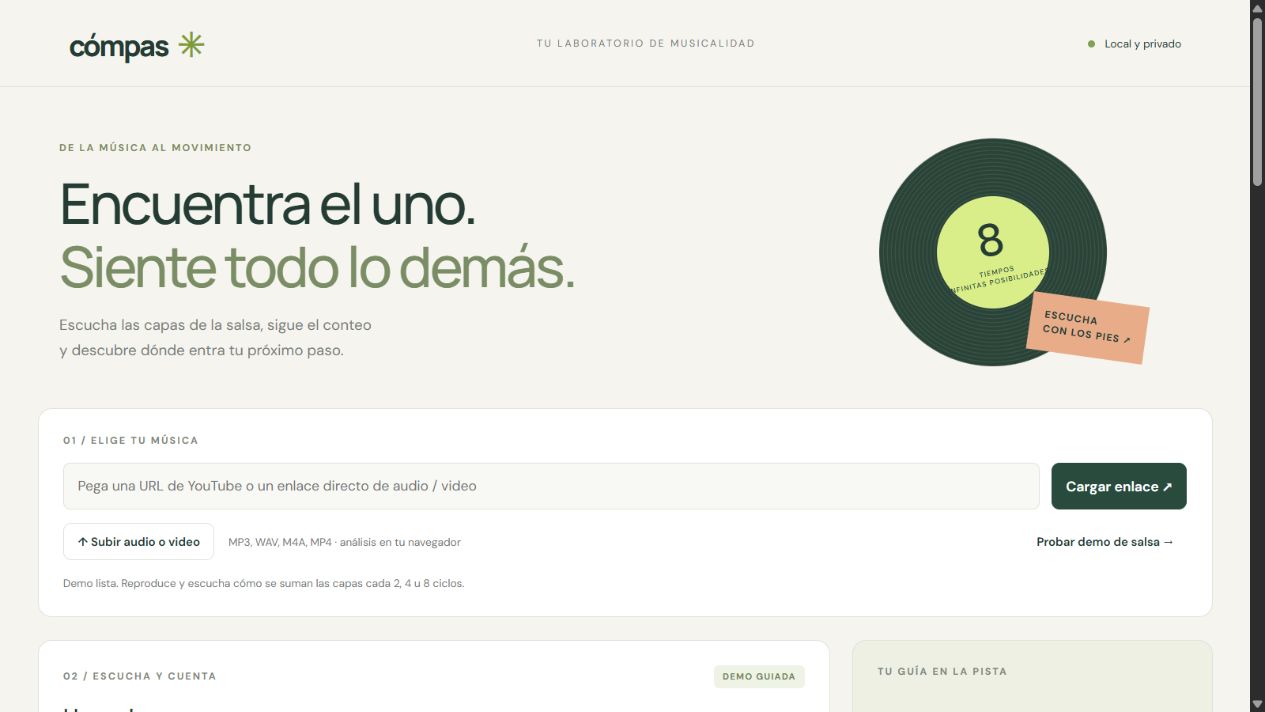 cómpas
TU LABORATORIO DE MUSICALIDAD
Local y privado
DE LA MÚSICA AL MOVIMIENTO
Encuentra el uno.
Siente todo lo demás.
Escucha las capas de la salsa, sigue el conteo
y descubre dónde entra tu próximo paso.
8
TIEMPOS
NFINITAS POSIBILIDADES
ESCUCHA
CON LOS PIES ↗
01 / ELIGE TU MÚSICA
Pega una URL de YouTube o un enlace directo de audio / video
Cargar enlace ↗
↑ Subir audio o video
MP3, WAV, M4A, MP4 · análisis en tu navegador
Probar demo de salsa →
Demo lista. Reproduce y escucha cómo se suman las capas cada 2, 4 u 8 ciclos.
02 / ESCUCHA Y CUENTA
DEMO GUIADA
TU GUÍA EN LA PISTA